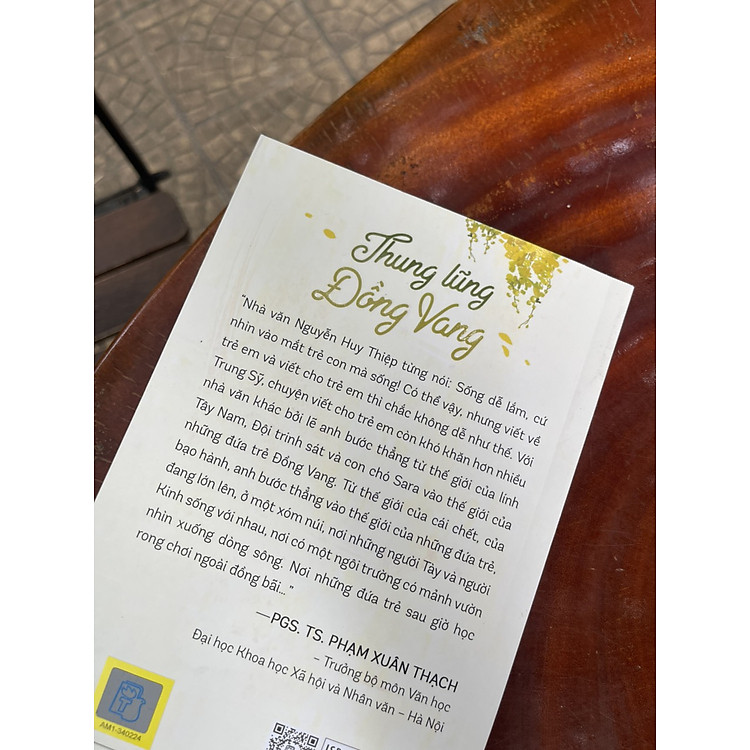 Thung lũng
Đồng Vang
"Nhà văn Nguyễn Huy Thiệp từng nói: Sống dễ lắm, cứ
nhìn vào mắt trẻ con mà sống! Có thể vậy, nhưng viết về
trẻ em và viết cho trẻ em thì chắc không dễ như thế. Với
Trung Sỹ, chuyện viết cho trẻ em còn khó khăn hơn nhiều
nhà văn khác bởi lẽ anh bước thẳng từ thế giới của lính
Tây Nam, Đội trinh sát và con chó Sara vào thế giới của
những đứa trẻ Đồng Vang. Từ thế giới của cái chết, của
bạo hành, anh bước thẳng vào thế giới của những đứa trẻ
đang lớn lên, ở một xóm núi, nơi những người Tày và người
Kinh sống với nhau, nơi có một ngôi trường có mảnh vườn
nhìn xuống dòng sông. Nơi những đứa trẻ sau giờ học
rong chơi ngoài đồng bãi..."
—PGS. TS. PHẠM XUÂN THẠCH
– Trưởng bộ môn Văn học
Đại học Khoa học Xã hội và Nhân văn – Hà Nội
AM1-340224